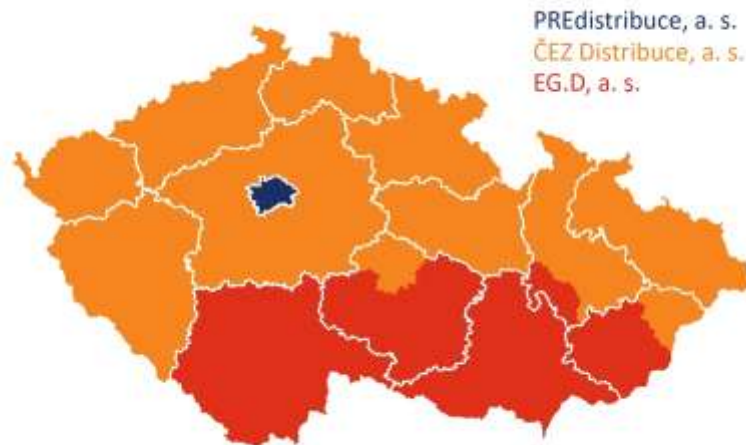 PREdistribuce, a. s.
ČEZ Distribuce, a. s.
EG.D, a. s.